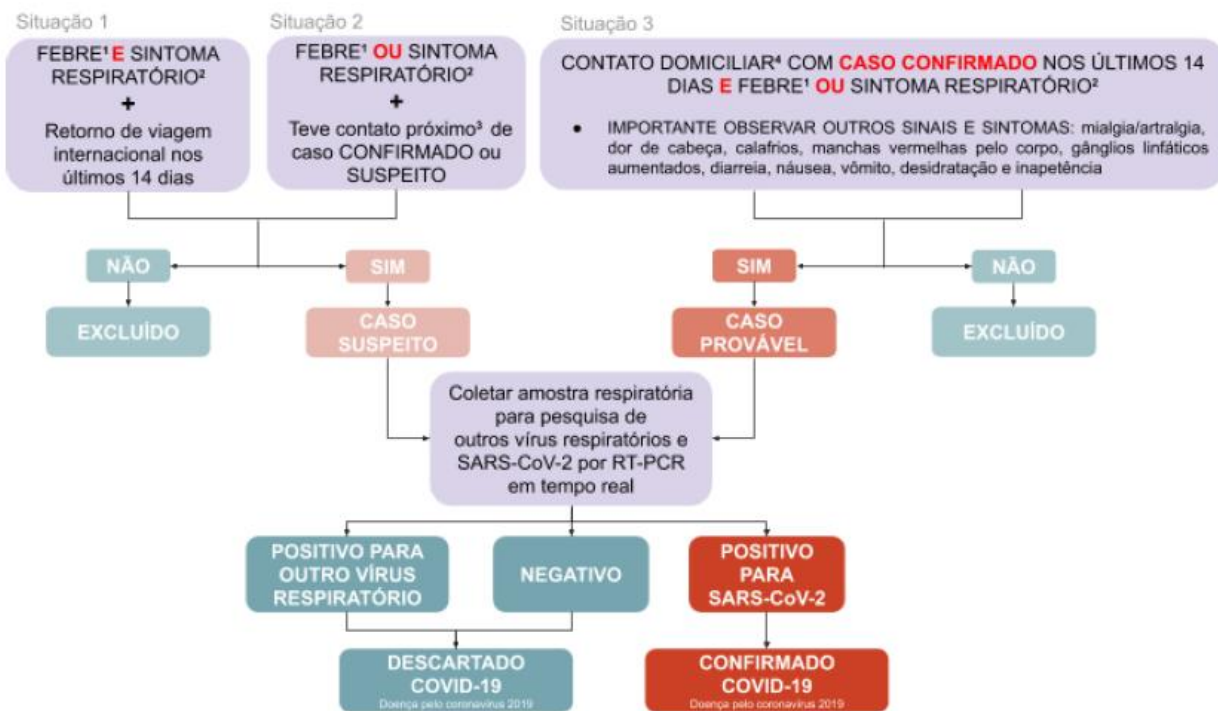 Situação 1
FEBRE¹ E SINTOMA
RESPIRATÓRIO²
+
Retorno de viagem
internacional nos
últimos 14 dias
Situação 2
FEBRE¹ OU SINTOMA
RESPIRATÓRIO²
+
Teve contato próximo³ de
caso CONFIRMADO ou
SUSPEITO
Situação 3
CONTATO DOMICILIAR⁴ COM CASO CONFIRMADO NOS ÚLTIMOS 14
DIAS E FEBRE¹ OU SINTOMA RESPIRATÓRIO²
• IMPORTANTE OBSERVAR OUTROS SINAIS E SINTOMAS: mialgia/artralgia,
dor de cabeça, calafrios, manchas vermelhas pelo corpo, gânglios linfáticos
aumentados, diarreia, náusea, vômito, desidratação e inapetência
NÃO
SIM
SIM
NÃO
EXCLUÍDO
CASO
SUSPEITO
CASO
PROVÁVEL
EXCLUÍDO
Coletar amostra respiratória
para pesquisa de
outros vírus respiratórios e
SARS-CoV-2 por RT-PCR
em tempo real
POSITIVO PARA
OUTRO VÍRUS
RESPIRATÓRIO
NEGATIVO
POSITIVO
PARA
SARS-CoV-2
DESCARTADO
COVID-19
Doença pelo coronavírus 2019
CONFIRMADO
COVID-19
Doença pelo coronavírus 2019